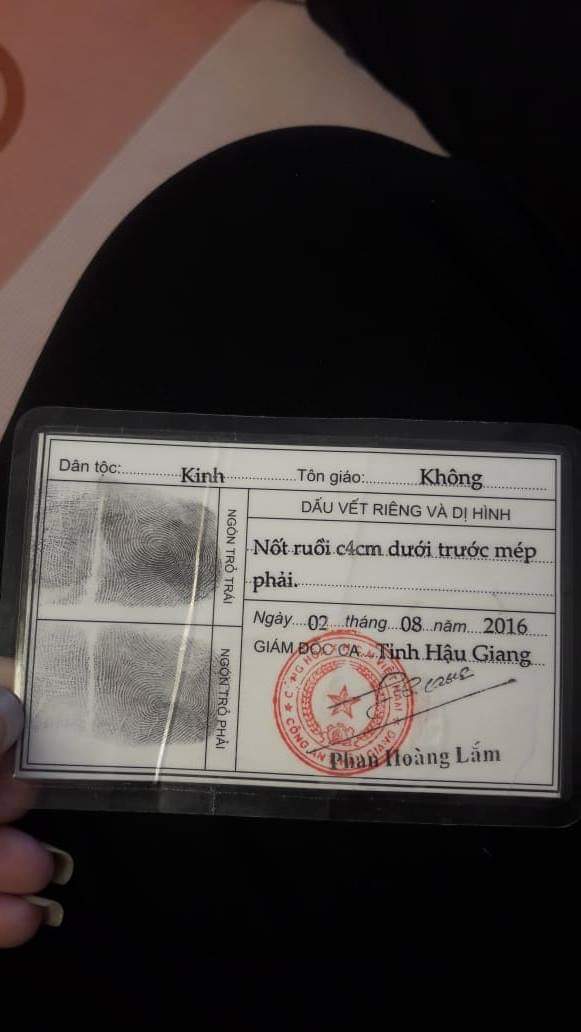 Dân tộc: Kinh Tôn giáo: Không
NGÓN TRỎ TRÁI
NGÓN TRỎ PHẢI
DẤU VẾT RIÊNG VÀ DỊ HÌNH
Nốt ruồi c4cm dưới trước mép
phải.
Ngày 02 tháng 08 năm 2016
GIÁM ĐỐC CA Tỉnh Hậu Giang
CÔNG AN GIANG
Phan Hoàng Lắm